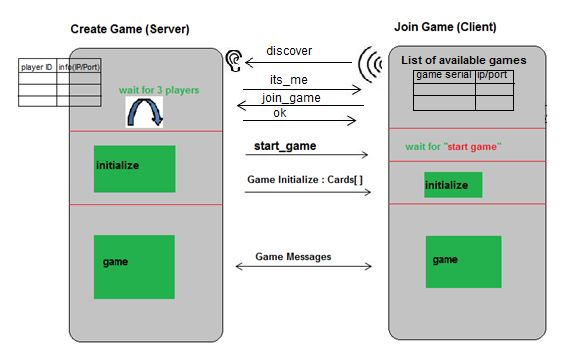 Create Game (Server)
Join Game (Client)
player ID info(IP/Port)
wait for 3 players
discover
its_me
join_game
ok
List of available games
game serial ip/port
start_game
wait for "start game"
initialize
Game Initialize : Cards[ ]
initialize
game
Game Messages
game